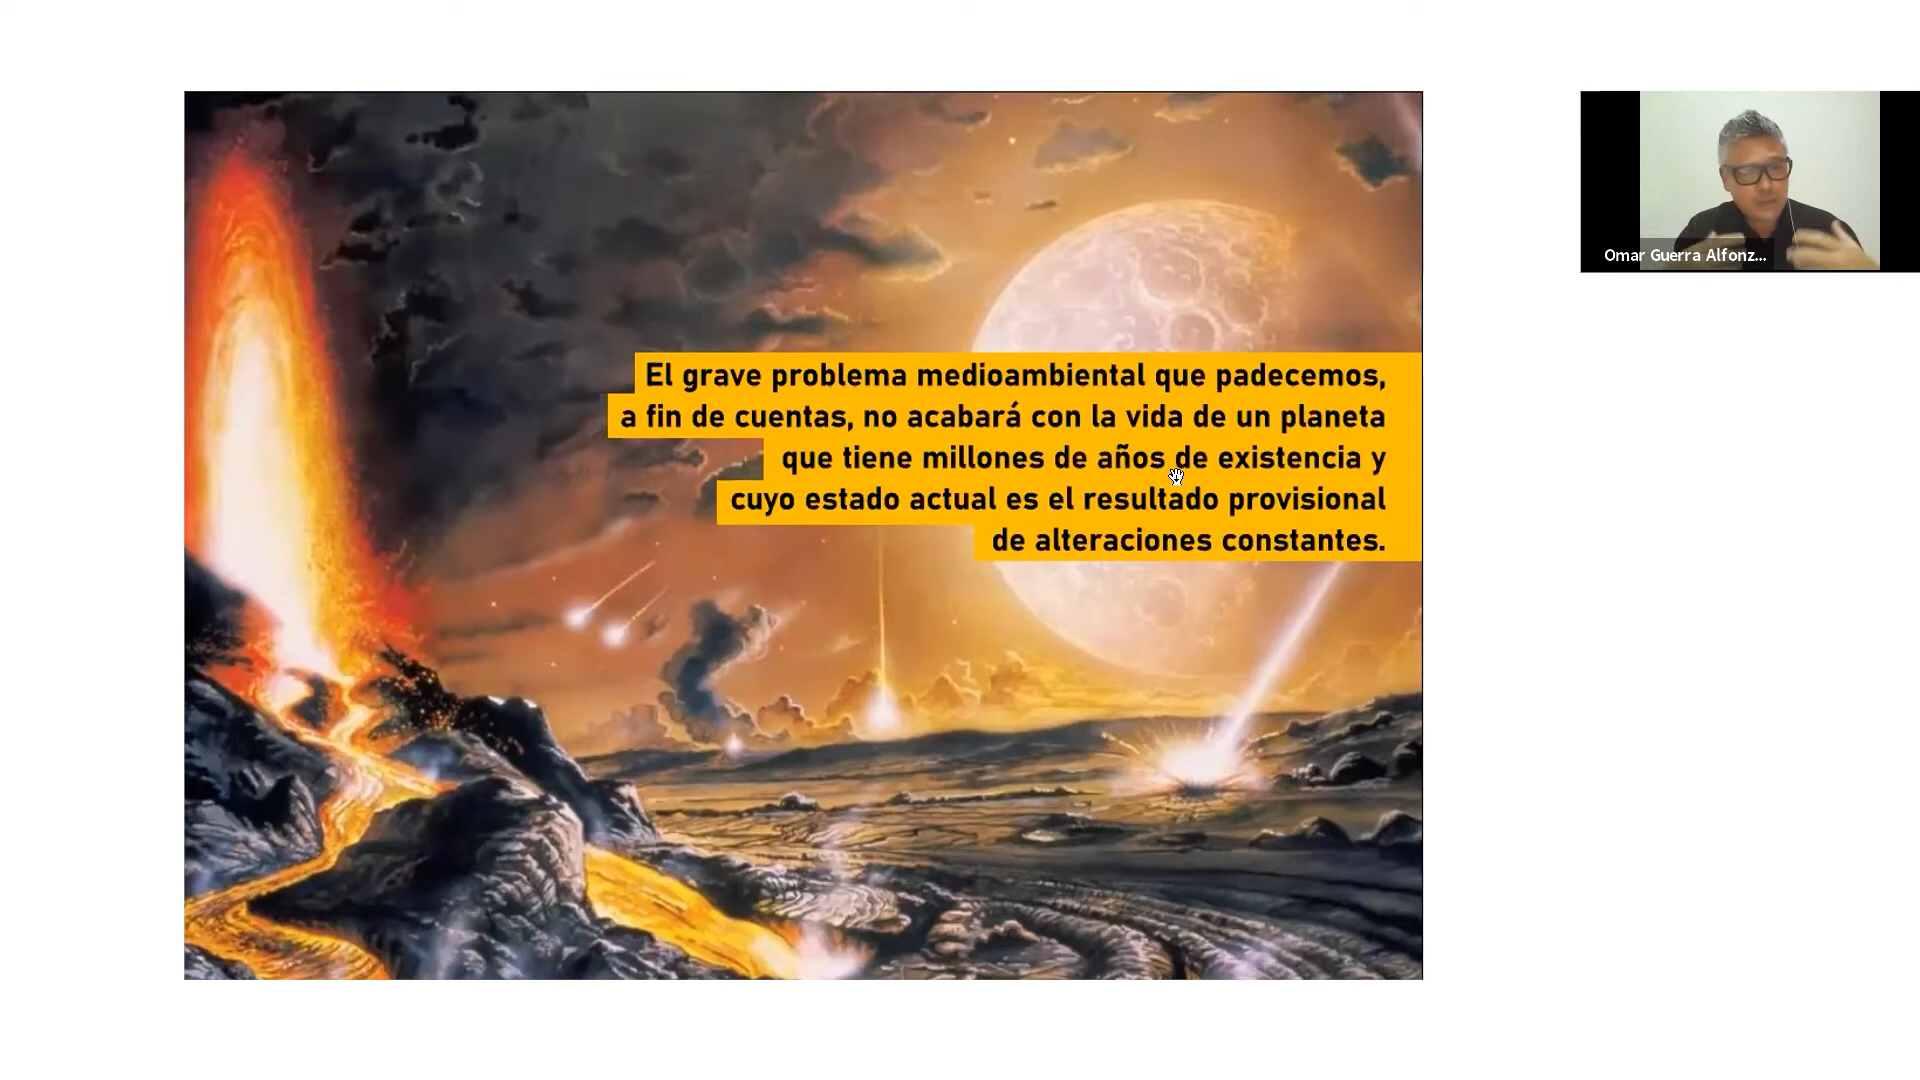 El grave problema medioambiental que padecemos,
a fin de cuentas, no acabará con la vida de un planeta
que tiene millones de años de existencia y
cuyo estado actual es el resultado provisional
de alteraciones constantes.
Omar Guerra Alfonz...